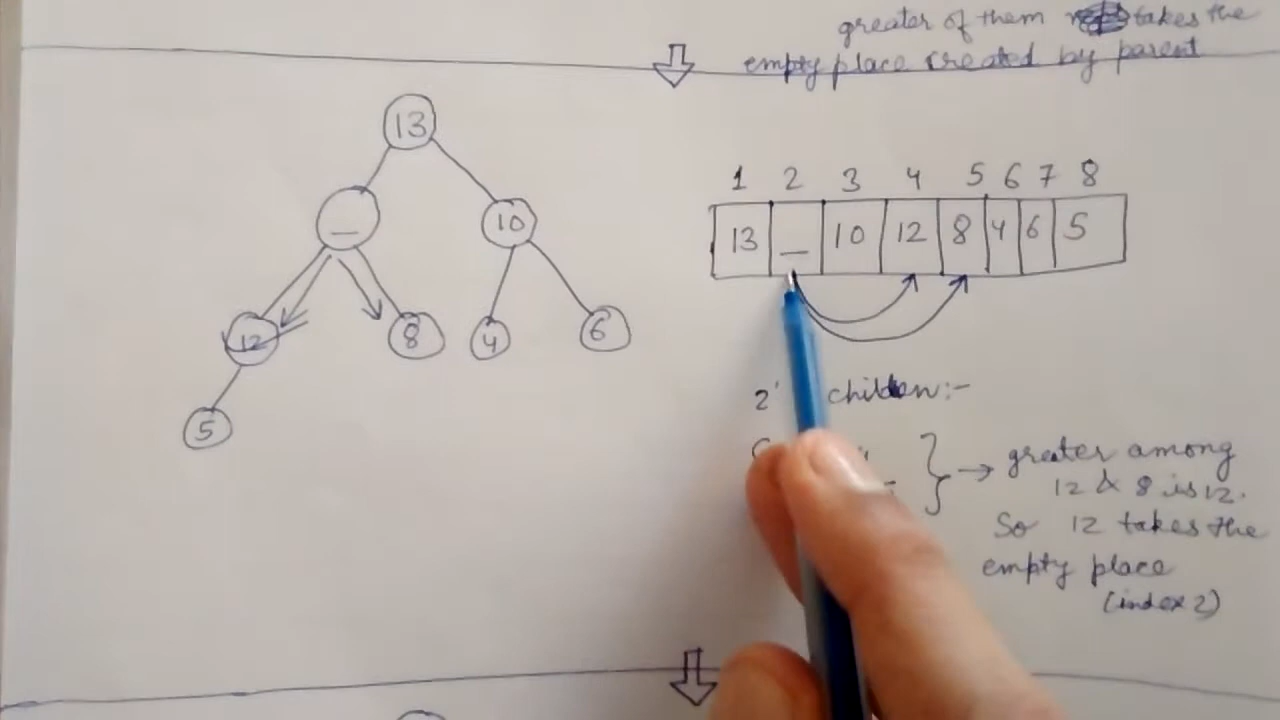 greater of them takes the
empty place created by parent
13
_
10
12
8
4
6
5
1 2 3 4 5 6 7 8
13 _ 10 12 8 4 6 5
2' children:-
greater among
12 & 8 is 12.
So 12 takes the
empty place
(index 2)